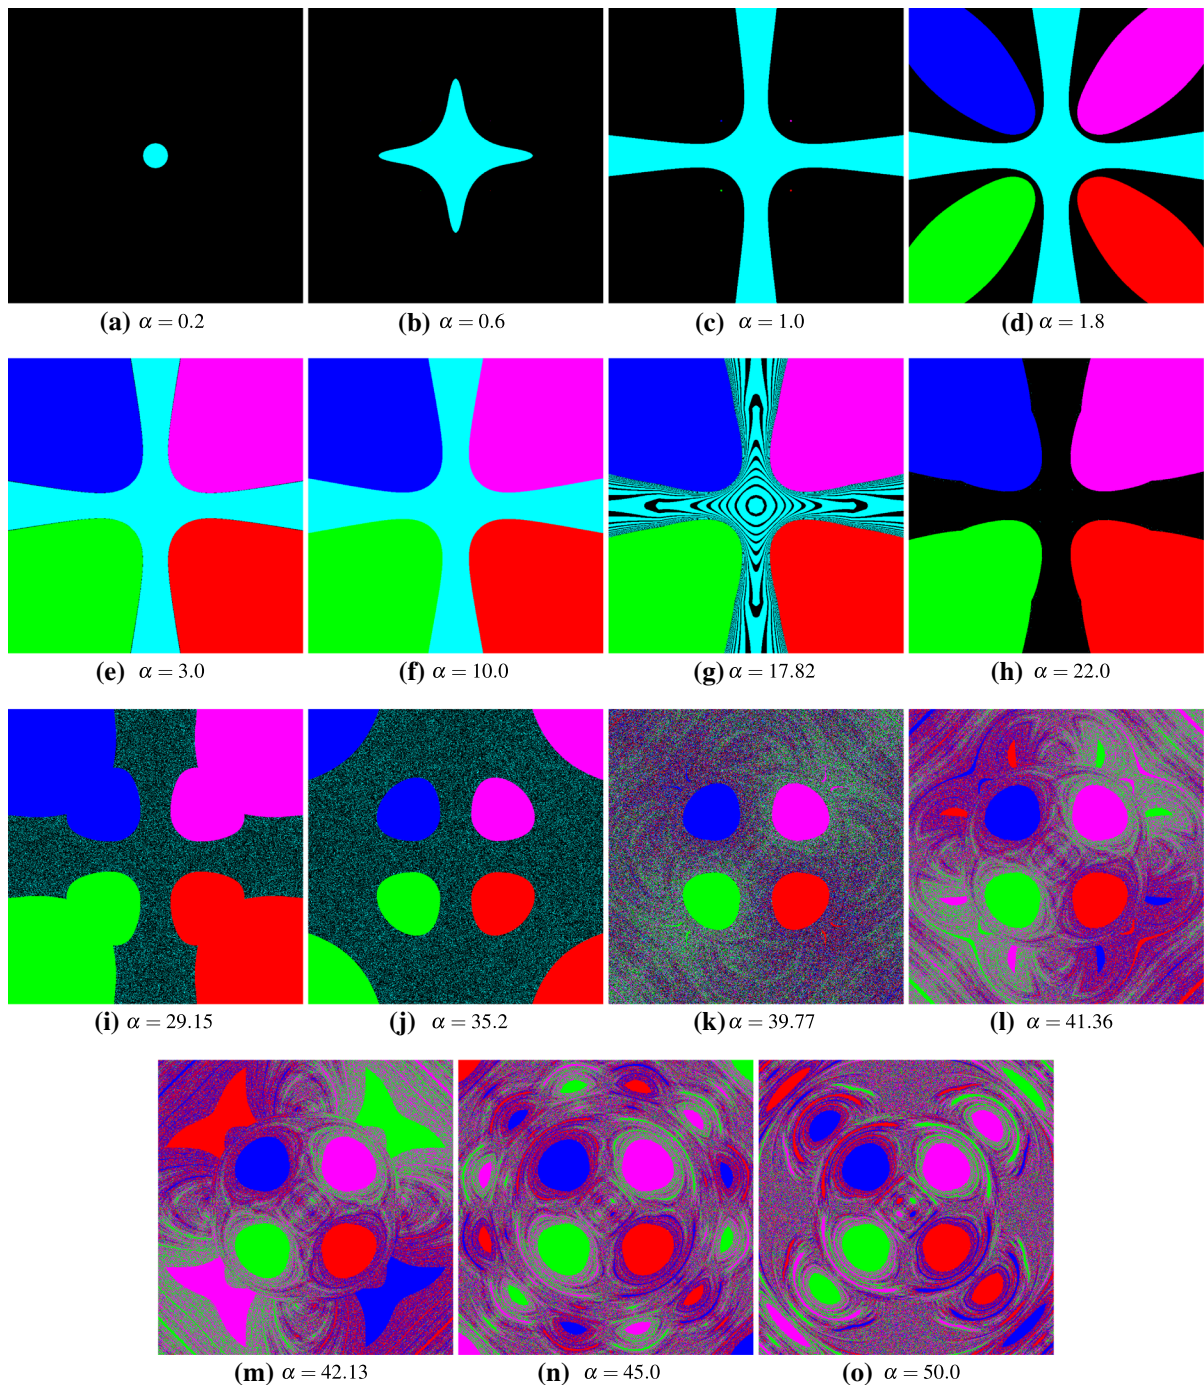 (a) α = 0.2
(b) α = 0.6
(c) α = 1.0
(d) α = 1.8
(e) α = 3.0
(f) α = 10.0
(g) α = 17.82
(h) α = 22.0
(i) α = 29.15
(j) α = 35.2
(k) α = 39.77
(l) α = 41.36
(m) α = 42.13
(n) α = 45.0
(o) α = 50.0